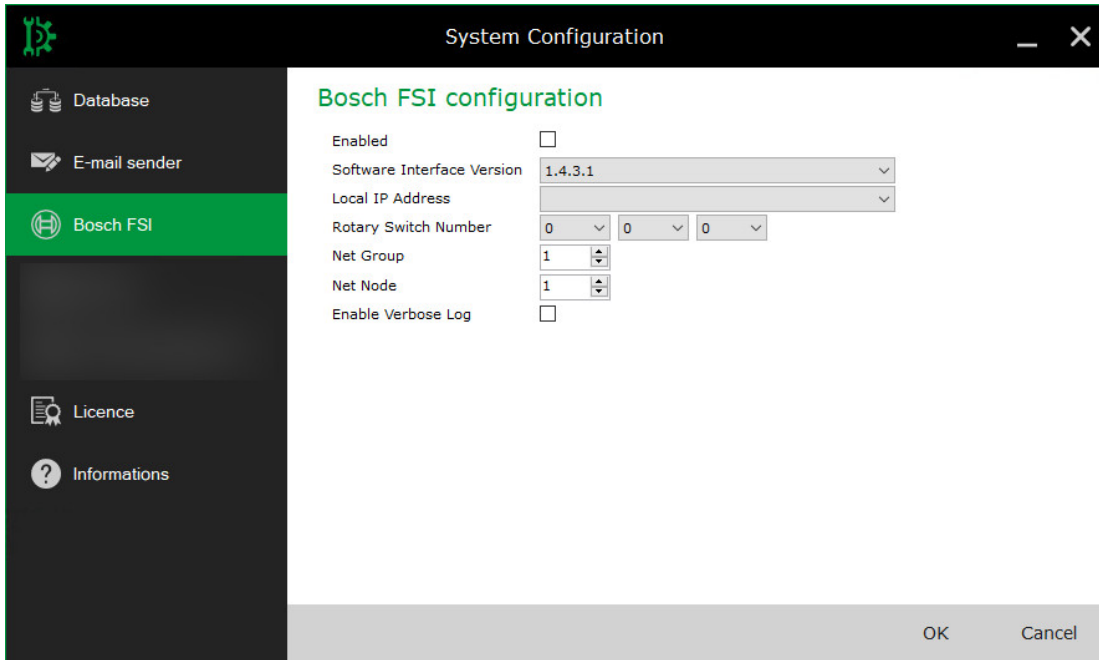 System Configuration
Database
E-mail sender
Bosch FSI
Licence
Informations
Bosch FSI configuration
Enabled
Software Interface Version 1.4.3.1
Local IP Address
Rotary Switch Number 0 0 0
Net Group 1
Net Node 1
Enable Verbose Log
OK Cancel